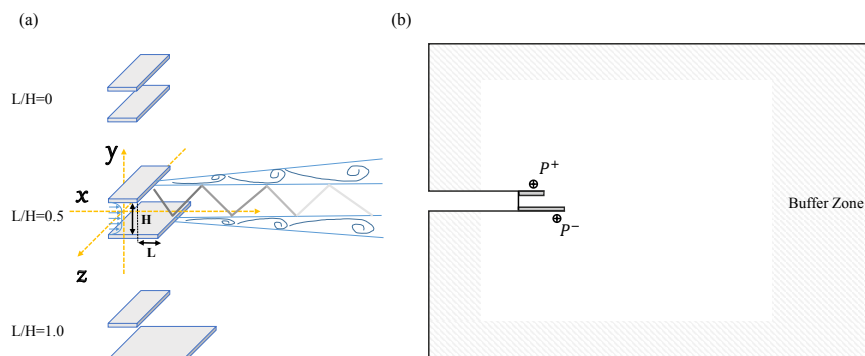 (a)
(b)
L/H=0
y
x
L/H=0.5
H
L
z
L/H=1.0
P⁺
P⁻
Buffer Zone